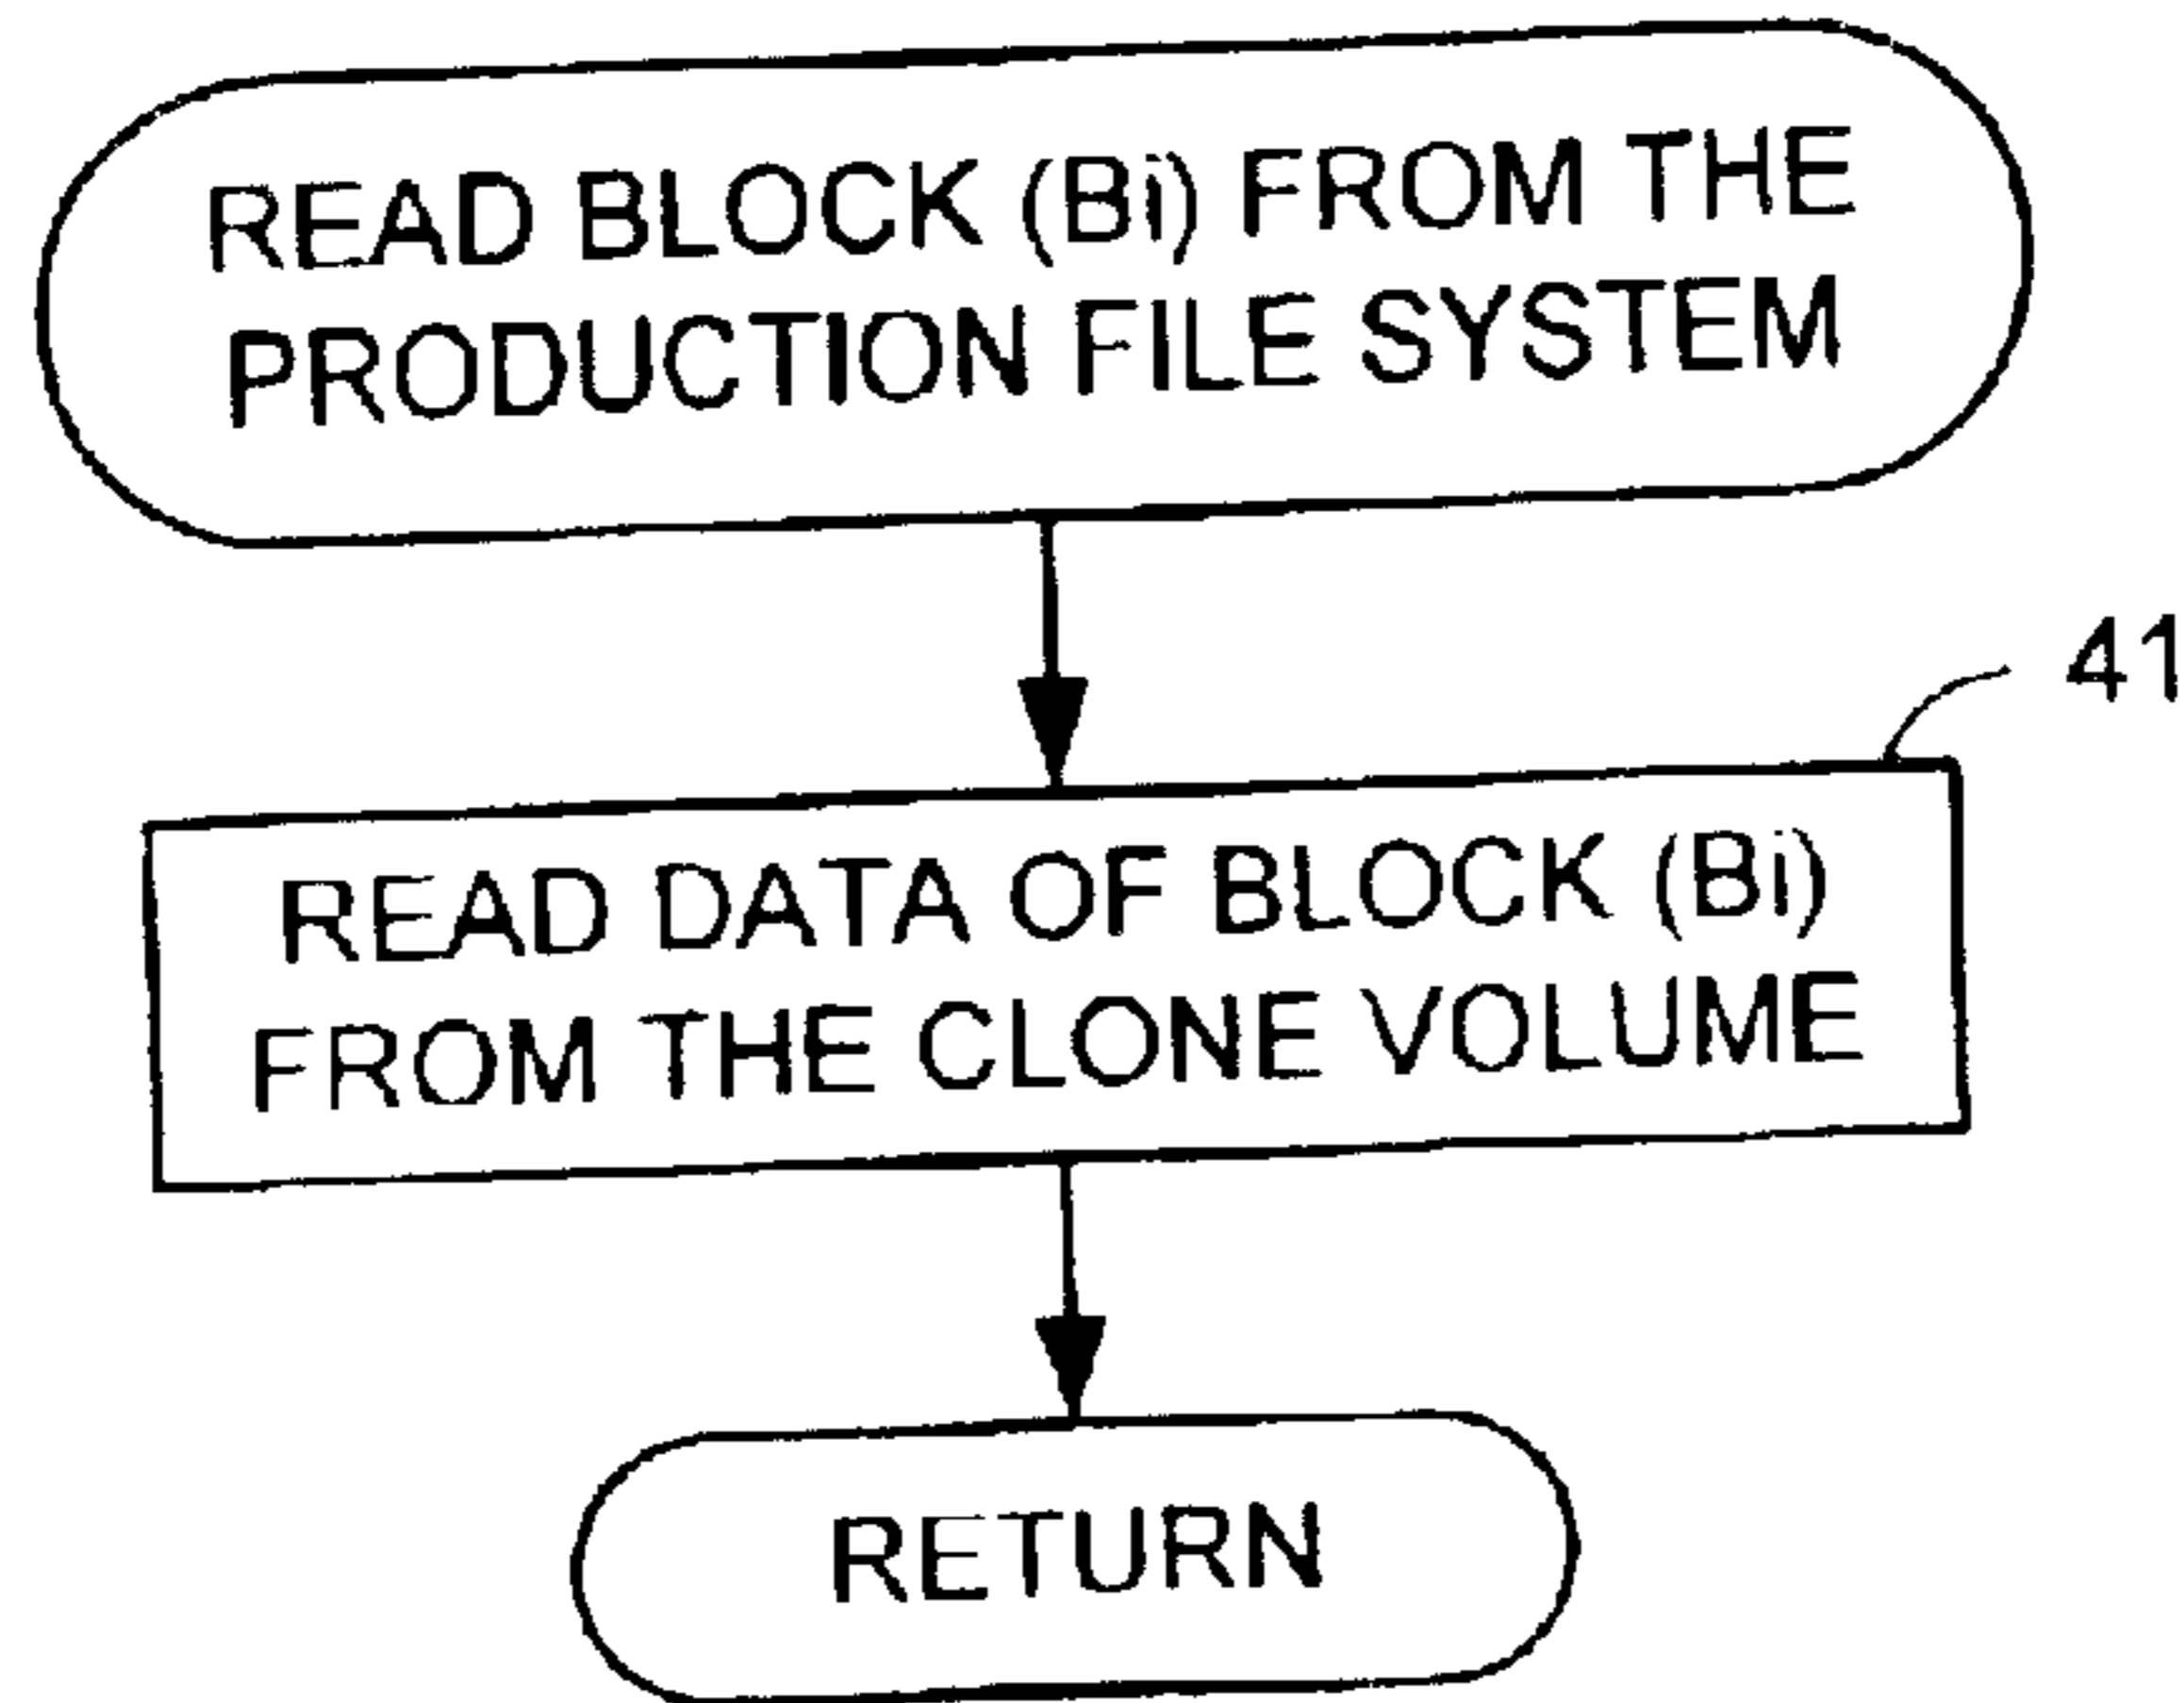 READ BLOCK (Bi) FROM THE
PRODUCTION FILE SYSTEM
41
READ DATA OF BLOCK (Bi)
FROM THE CLONE VOLUME
RETURN